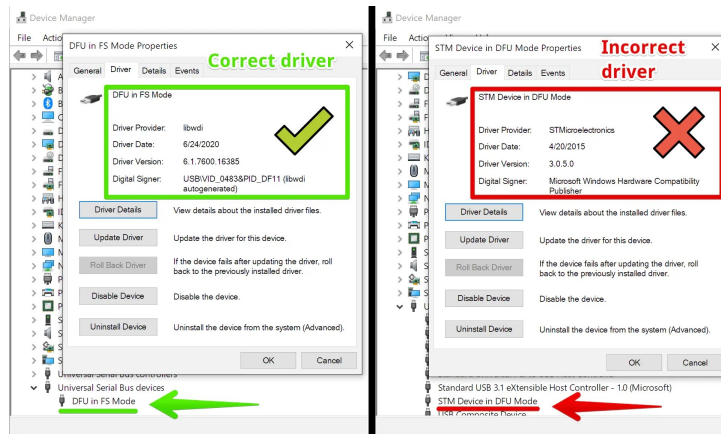 Device Manager
File
Actio
DFU in FS Mode Properties
Correct driver
General
Driver
Details
Events
DFU in FS Mode
Driver Provider:
libwdi
Driver Date:
6/24/2020
Driver Version:
6.1.7600.16385
Digital Signer:
USB\VID_0483&PID_DF11 (libwdi
autogenerated)
Driver Details
View details about the installed driver files.
Update Driver
Update the driver for this device.
Roll Back Driver
If the device fails after updating the driver, roll
back to the previously installed driver.
Disable Device
Disable the device.
Uninstall Device
Uninstall the device from the system (Advanced).
OK
Cancel
Universal Serial Bus controllers
Universal Serial Bus devices
DFU in FS Mode
Device Manager
File
Actio
STM Device in DFU Mode Properties
Incorrect
driver
General
Driver
Details
Events
STM Device in DFU Mode
Driver Provider:
STMicroelectronics
Driver Date:
4/20/2015
Driver Version:
3.0.5.0
Digital Signer:
Microsoft Windows Hardware Compatibility
Publisher
Driver Details
View details about the installed driver files.
Update Driver
Update the driver for this device.
Roll Back Driver
If the device fails after updating the driver, roll
back to the previously installed driver.
Disable Device
Disable the device.
Uninstall Device
Uninstall the device from the system (Advanced).
OK
Cancel
Standard USB 3.1 eXtensible Host Controller - 1.0 (Microsoft)
STM Device in DFU Mode
USB Composite Device